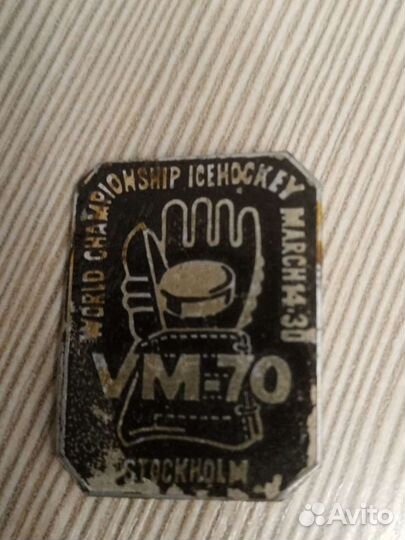 WORLD CHAMPIONSHIP ICEHOCKEY MARCH 14-30
VM-70
STOCKHOLM
Avito